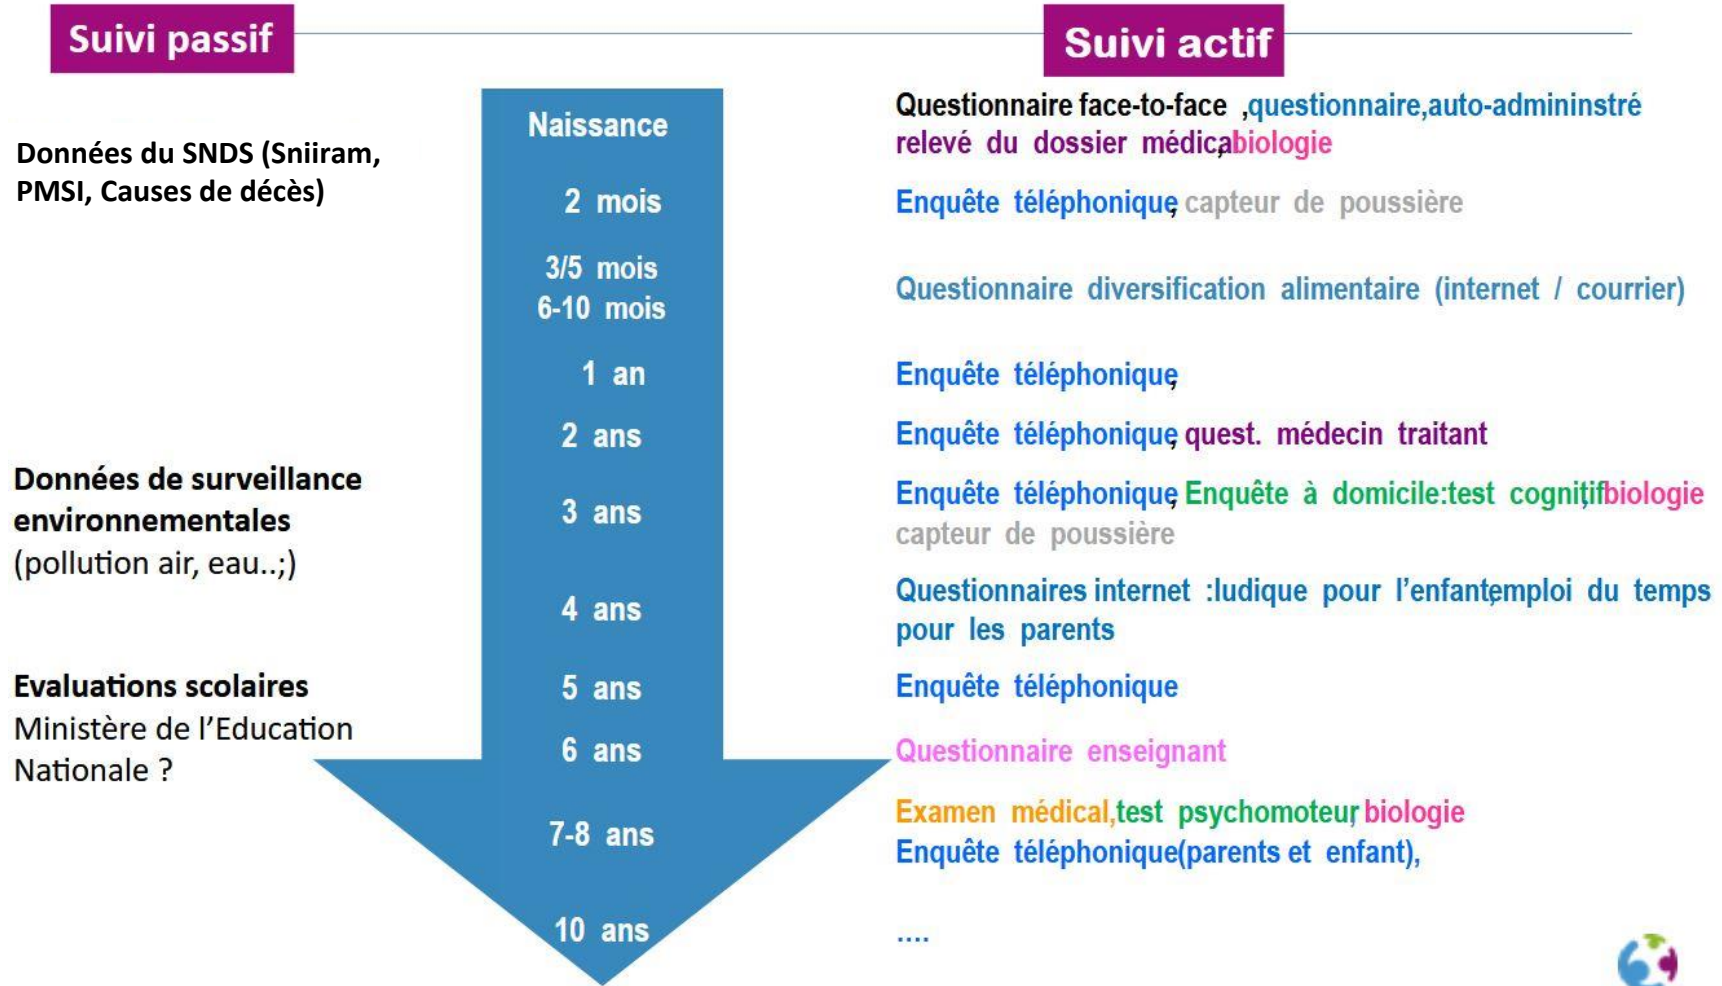 Suivi passif
Suivi actif
Données du SNDS (Sniiram,
PMSI, Causes de décès)
Données de surveillance
environnementales
(pollution air, eau..;)
Evaluations scolaires
Ministère de l'Education
Nationale ?
Naissance
2 mois
3/5 mois
6-10 mois
1 an
2 ans
3 ans
4 ans
5 ans
6 ans
7-8 ans
10 ans
Questionnaire face-to-face ,questionnaire,auto-admininstré
relevé du dossier médica,biologie
Enquête téléphonique, capteur de poussière
Questionnaire diversification alimentaire (internet / courrier)
Enquête téléphonique,
Enquête téléphonique, quest. médecin traitant
Enquête téléphonique, Enquête à domicile:test cognitif,biologie
capteur de poussière
Questionnaires internet :ludique pour l'enfant,emploi du temps
pour les parents
Enquête téléphonique
Questionnaire enseignant
Examen médical,test psychomoteur, biologie
Enquête téléphonique(parents et enfant),
....